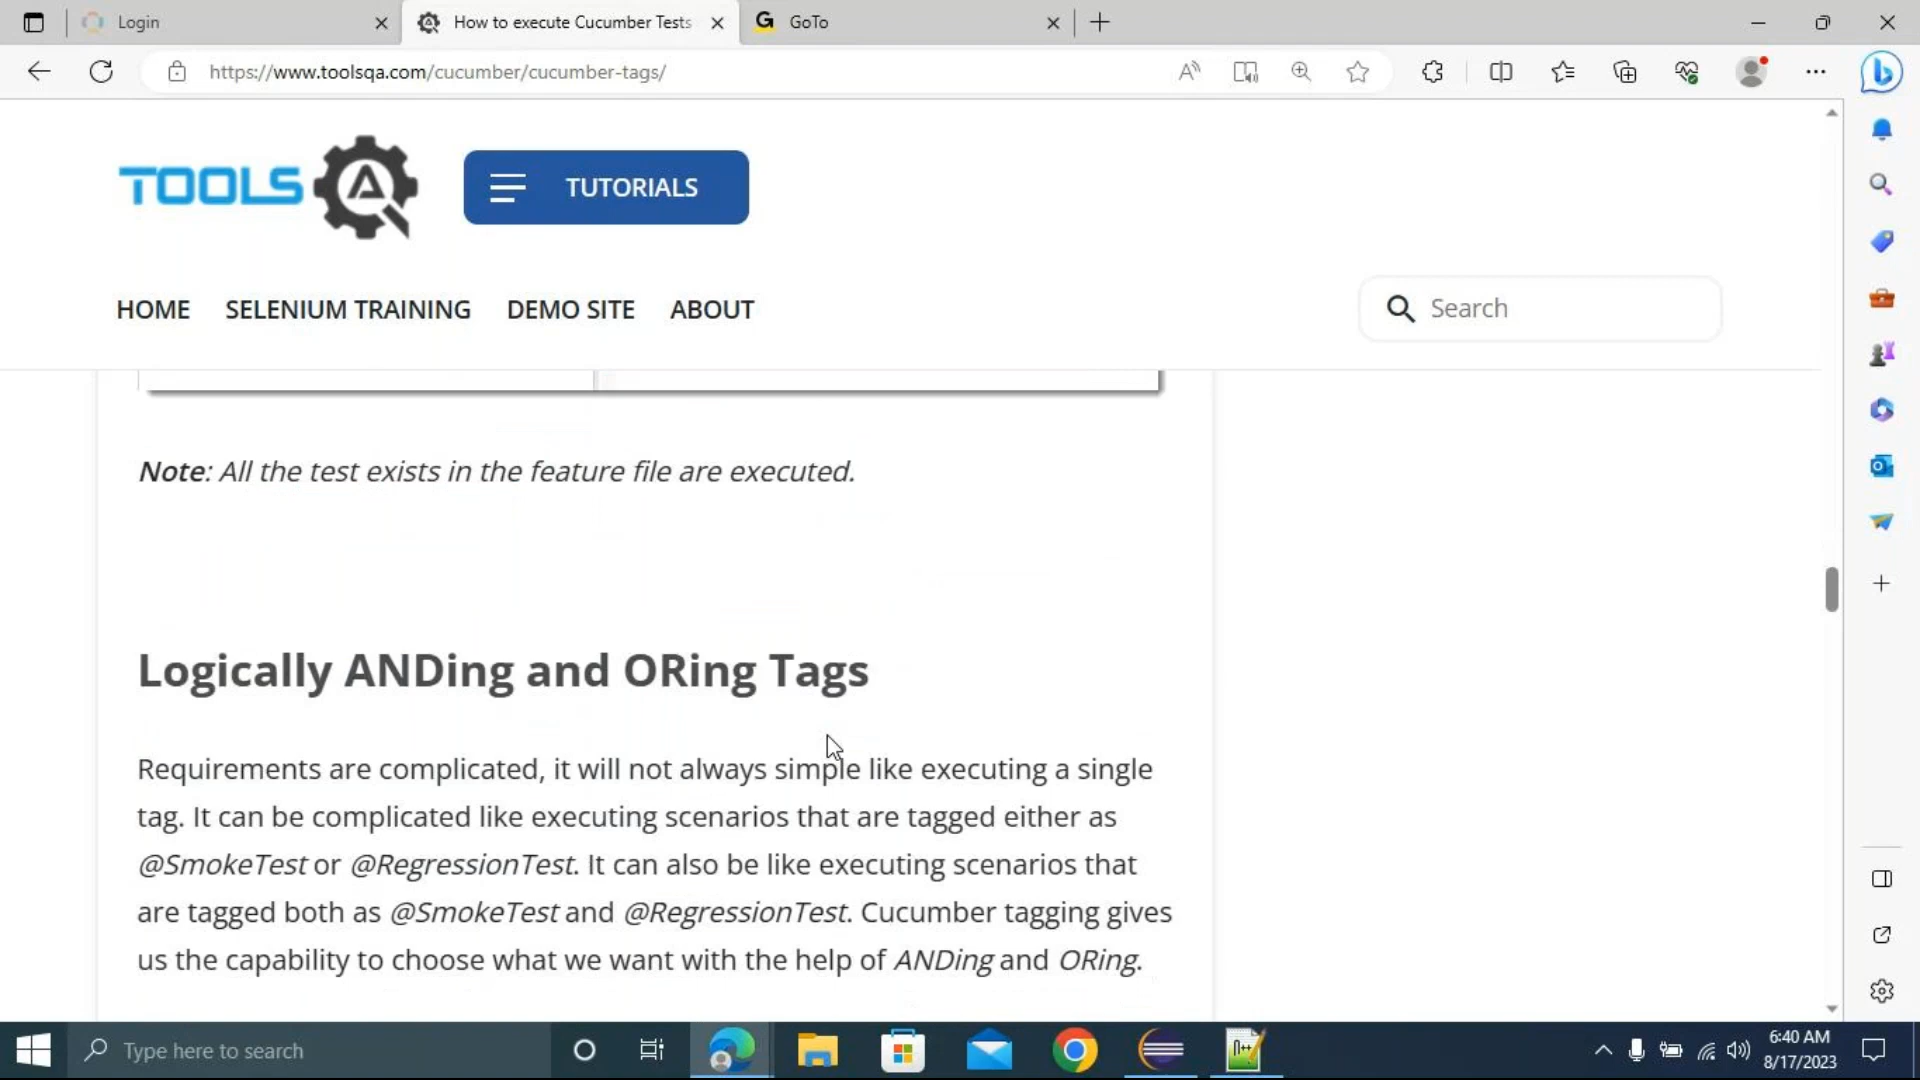 Login
How to execute Cucumber Tests
GoTo
https://www.toolsqa.com/cucumber/cucumber-tags/
TOOLS
TUTORIALS
HOME
SELENIUM TRAINING
DEMO SITE
ABOUT
Search
Note: All the test exists in the feature file are executed.
Logically ANDing and ORing Tags
Requirements are complicated, it will not always simple like executing a single
tag. It can be complicated like executing scenarios that are tagged either as
@SmokeTest or @RegressionTest. It can also be like executing scenarios that
are tagged both as @SmokeTest and @RegressionTest. Cucumber tagging gives
us the capability to choose what we want with the help of ANDing and ORing.
Type here to search
6:40 AM
8/17/2023